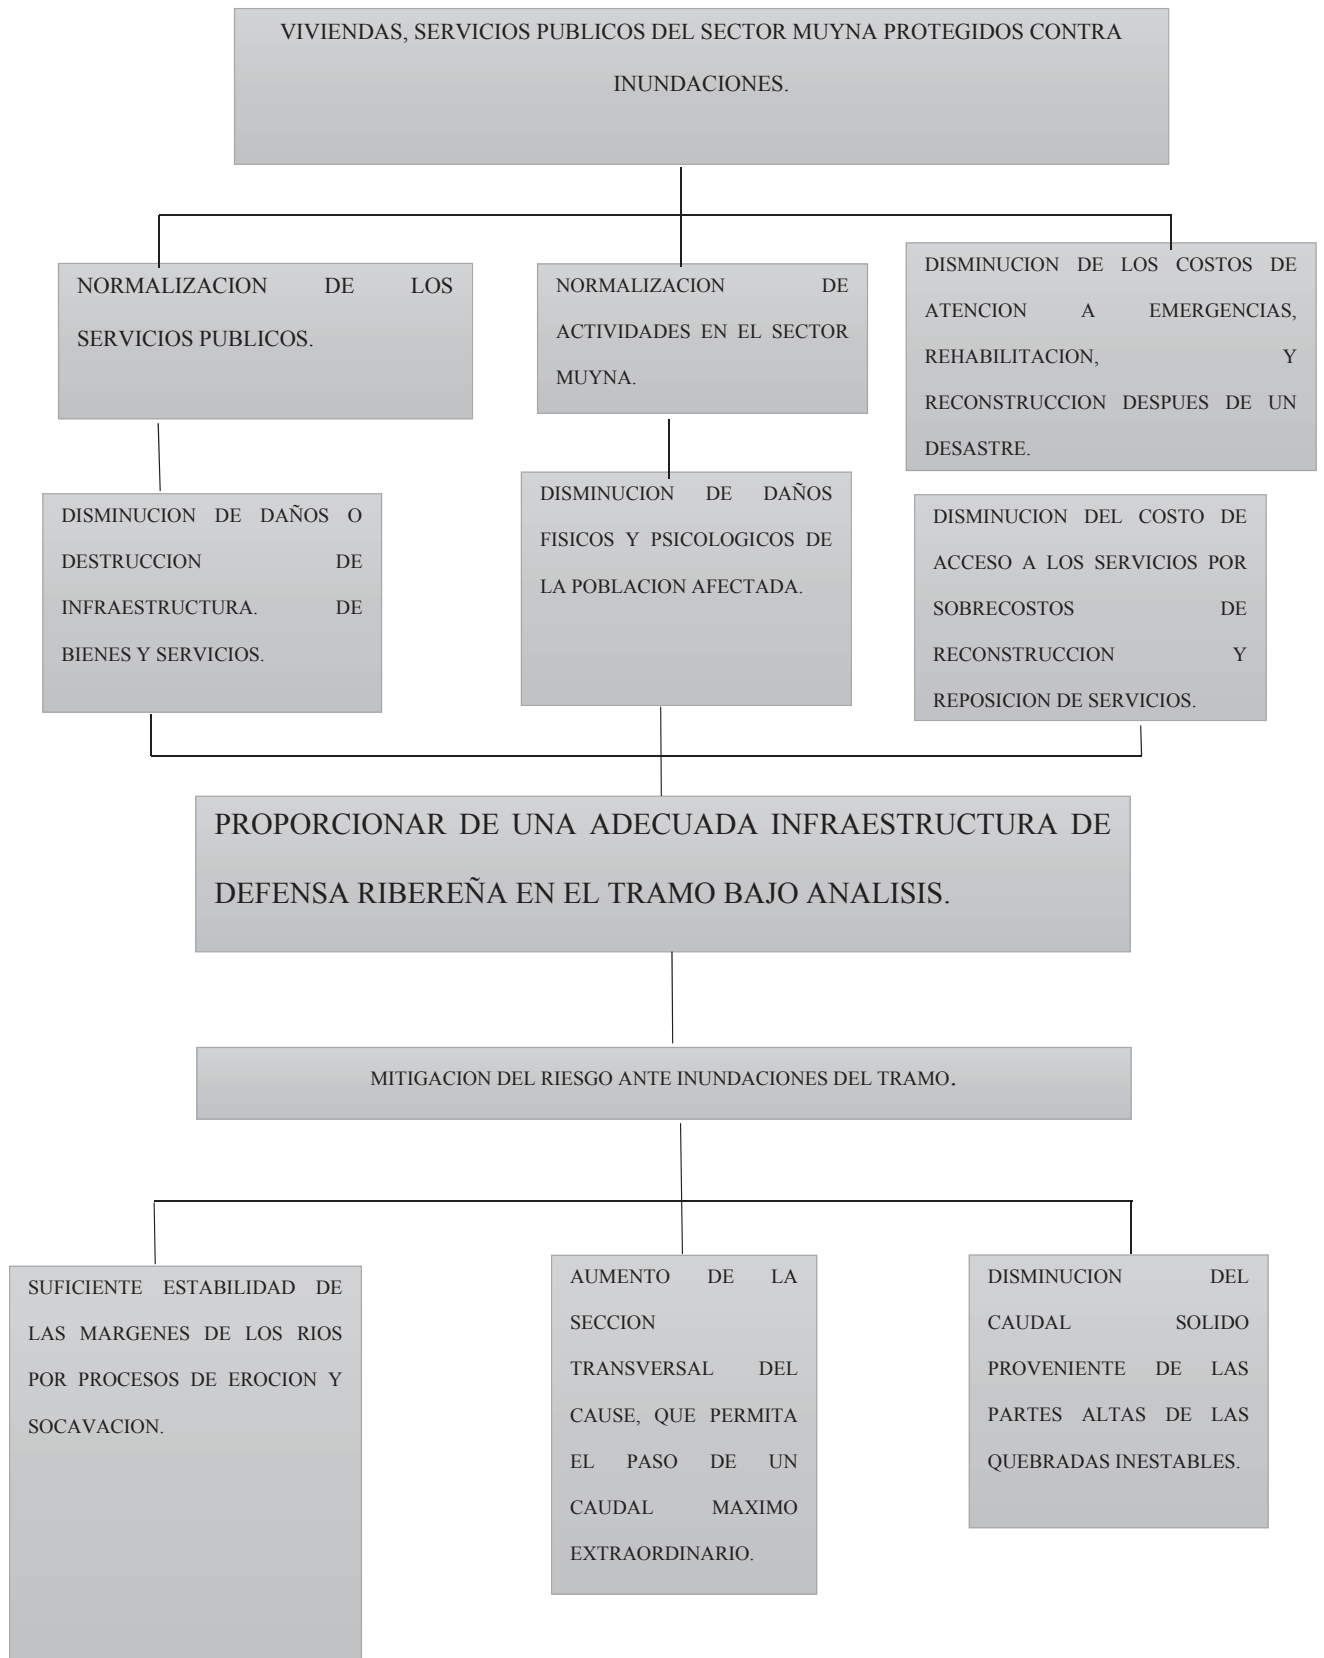 VIVIENDAS, SERVICIOS PUBLICOS DEL SECTOR MUYNA PROTEGIDOS CONTRA
INUNDACIONES.
NORMALIZACION DE LOS
SERVICIOS PUBLICOS.
NORMALIZACION DE
ACTIVIDADES EN EL SECTOR
MUYNA.
DISMINUCION DE LOS COSTOS DE
ATENCION A EMERGENCIAS,
REHABILITACION, Y
RECONSTRUCCION DESPUES DE UN
DESASTRE.
DISMINUCION DE DAÑOS O
DESTRUCCION DE
INFRAESTRUCTURA. DE
BIENES Y SERVICIOS.
DISMINUCION DE DAÑOS
FISICOS Y PSICOLOGICOS DE
LA POBLACION AFECTADA.
DISMINUCION DEL COSTO DE
ACCESO A LOS SERVICIOS POR
SOBRECOSTOS DE
RECONSTRUCCION Y
REPOSICION DE SERVICIOS.
PROPORCIONAR DE UNA ADECUADA INFRAESTRUCTURA DE
DEFENSA RIBEREÑA EN EL TRAMO BAJO ANALISIS.
MITIGACION DEL RIESGO ANTE INUNDACIONES DEL TRAMO.
SUFICIENTE ESTABILIDAD DE
LAS MARGENES DE LOS RIOS
POR PROCESOS DE EROCION Y
SOCAVACION.
AUMENTO DE LA
SECCION
TRANSVERSAL DEL
CAUSE, QUE PERMITA
EL PASO DE UN
CAUDAL MAXIMO
EXTRAORDINARIO.
DISMINUCION DEL
CAUDAL SOLIDO
PROVENIENTE DE LAS
PARTES ALTAS DE LAS
QUEBRADAS INESTABLES.